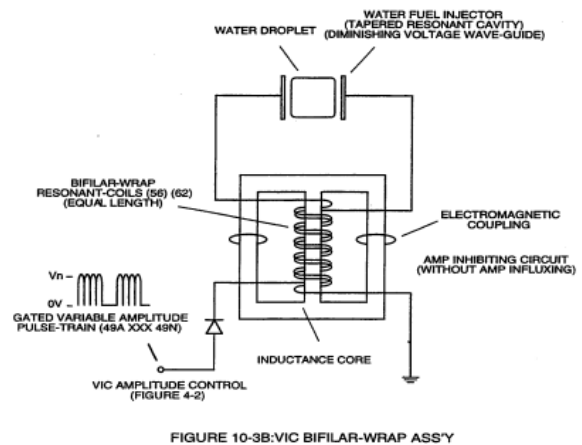 WATER FUEL INJECTOR
(TAPERED RESONANT CAVITY)
(DIMINISHING VOLTAGE WAVE-GUIDE)
WATER DROPLET
BIFILAR-WRAP
RESONANT-COILS (56) (62)
(EQUAL LENGTH)
ELECTROMAGNETIC
COUPLING
AMP INHIBITING CIRCUIT
(WITHOUT AMP INFLUXING)
Vn
0V
GATED VARIABLE AMPLITUDE
PULSE-TRAIN (49A XXX 49N)
INDUCTANCE CORE
VIC AMPLITUDE CONTROL
(FIGURE 4-2)
FIGURE 10-3B:VIC BIFILAR-WRAP ASS'Y